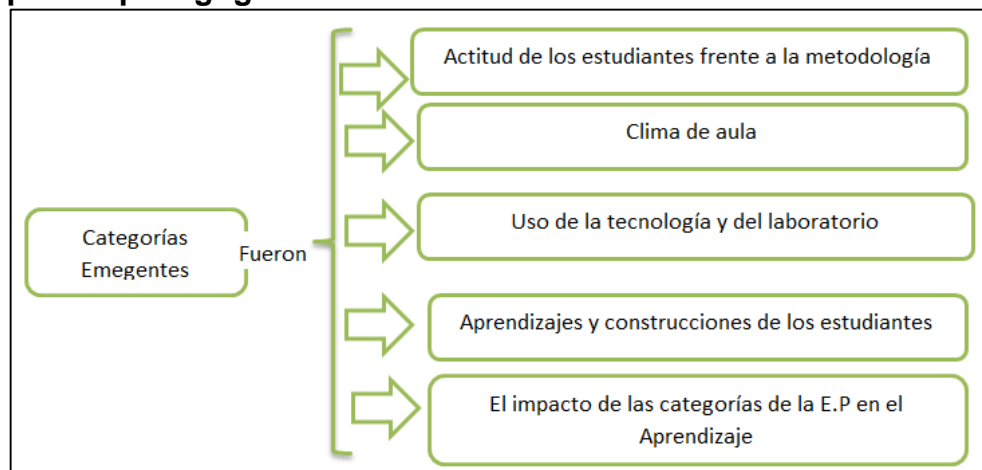 Actitud de los estudiantes frente a la metodología
Clima de aula
Uso de la tecnología y del laboratorio
Categorías
Emegentes
Fueron
Aprendizajes y construcciones de los estudiantes
El impacto de las categorías de la E.P en el
Aprendizaje